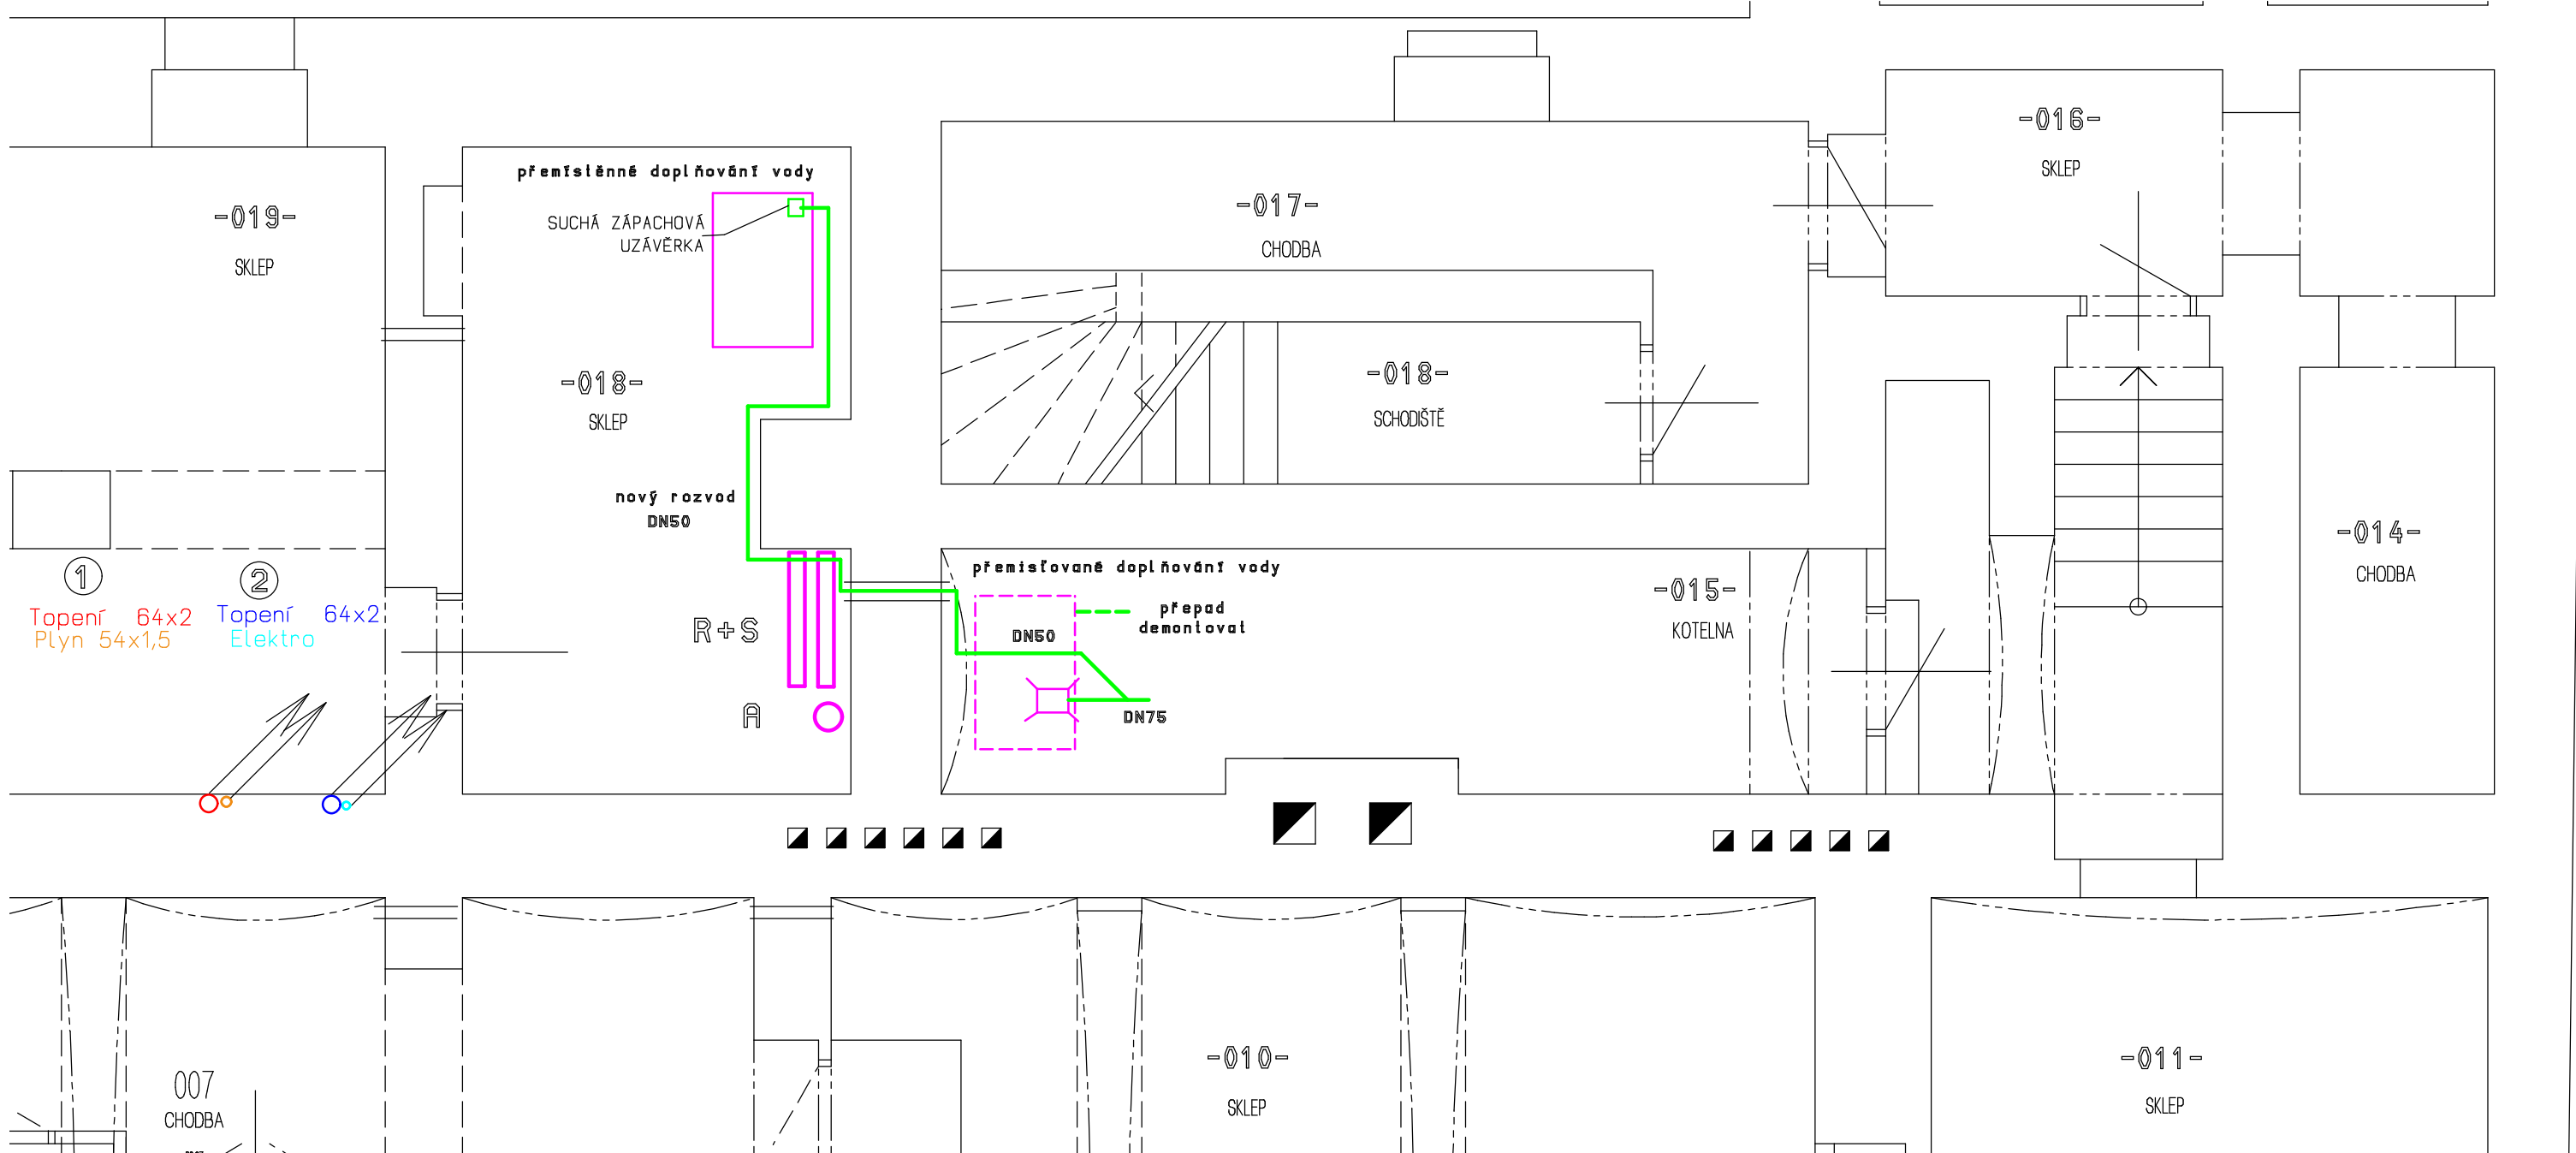 -016-
SKLEP
přemístěnné doplňování vody
-019-
SKLEP
SUCHÁ ZÁPACHOVÁ
UZÁVĚRKA
-017-
CHODBA
-018-
SKLEP
-018-
SCHODIŠTĚ
nový rozvod
DN50
-014-
CHODBA
1
2
Topení 64x2
Plyn 54x1,5
Topení 64x2
Elektro
přemisťované doplňování vody
přepad
demontovat
DN50
-015-
KOTELNA
R+S
A
DN75
007
CHODBA
-010-
SKLEP
-011-
SKLEP